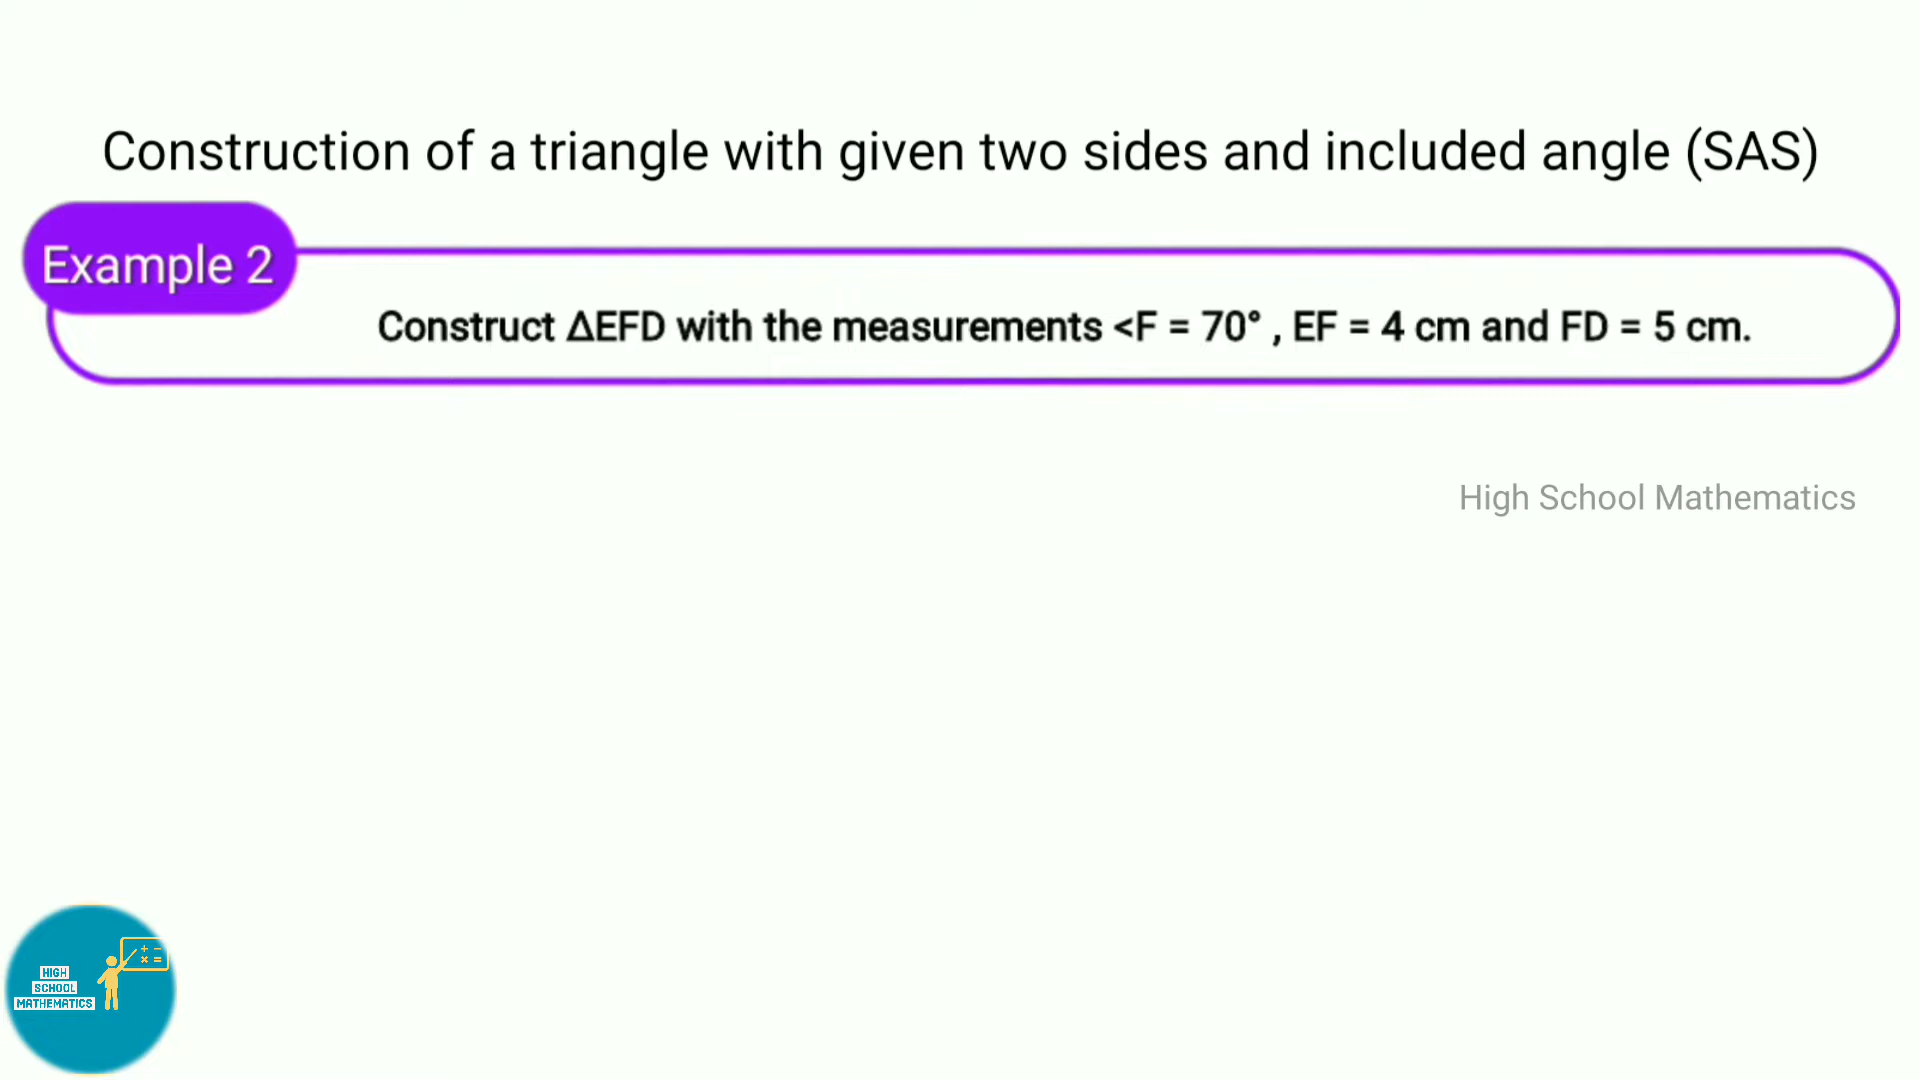 Construction of a triangle with given two sides and included angle (SAS)
Example 2
Construct ΔEFD with the measurements <F = 70° , EF = 4 cm and FD = 5 cm.
High School Mathematics
+ −
× =
HIGH
SCHOOL
MATHEMATICS